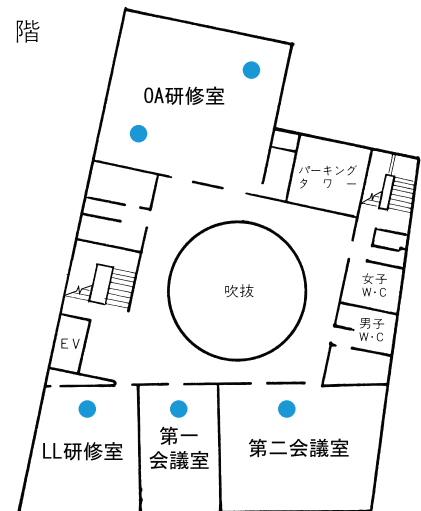 階
OA研修室
パーキング
タワー
吹抜
女子
W・C
男子
W・C
EV
LL研修室
第一
会議室
第二会議室
N
N